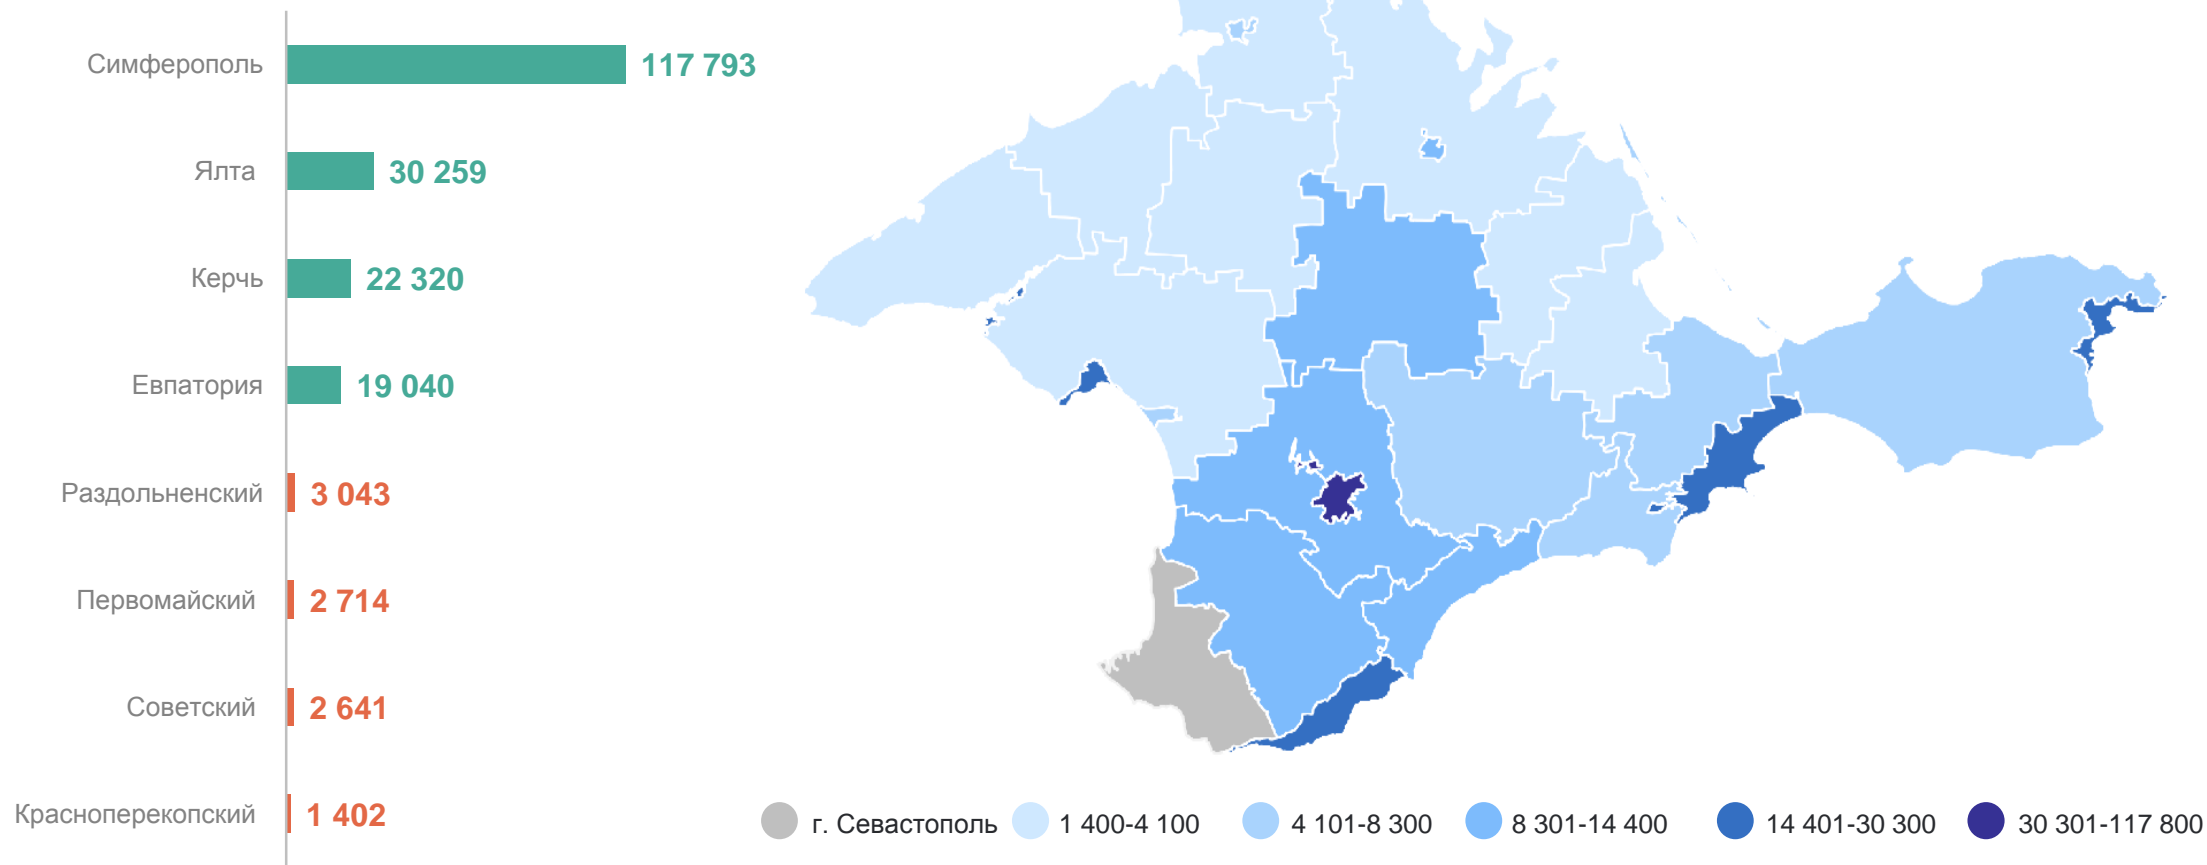 Симферополь 117 793
Ялта 30 259
Керчь 22 320
Евпатория 19 040
Раздольненский 3 043
Первомайский 2 714
Советский 2 641
Красноперекопский 1 402
г. Севастополь 1 400-4 100 4 101-8 300 8 301-14 400 14 401-30 300 30 301-117 800